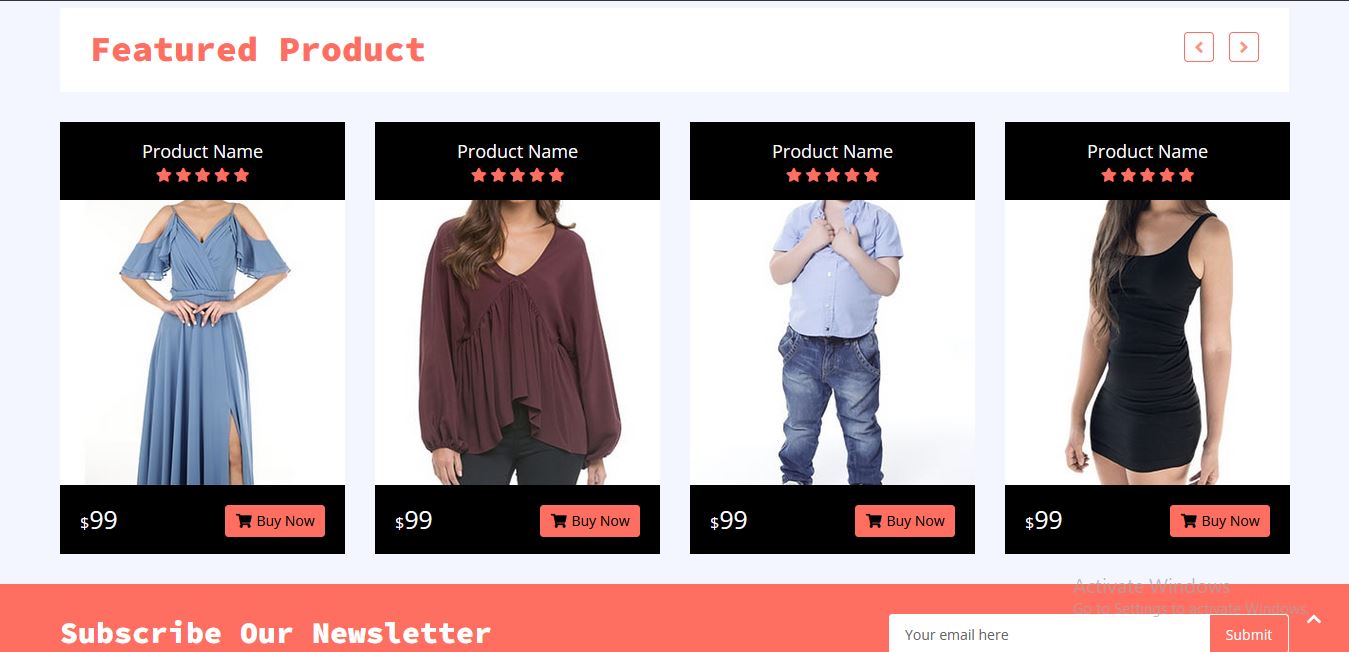 Featured Product
Product Name
Product Name
Product Name
Product Name
$99
Buy Now
$99
Buy Now
$99
Buy Now
$99
Buy Now
Activate Windows
Go to Settings to activate Windows.
Subscribe Our Newsletter
Your email here
Submit